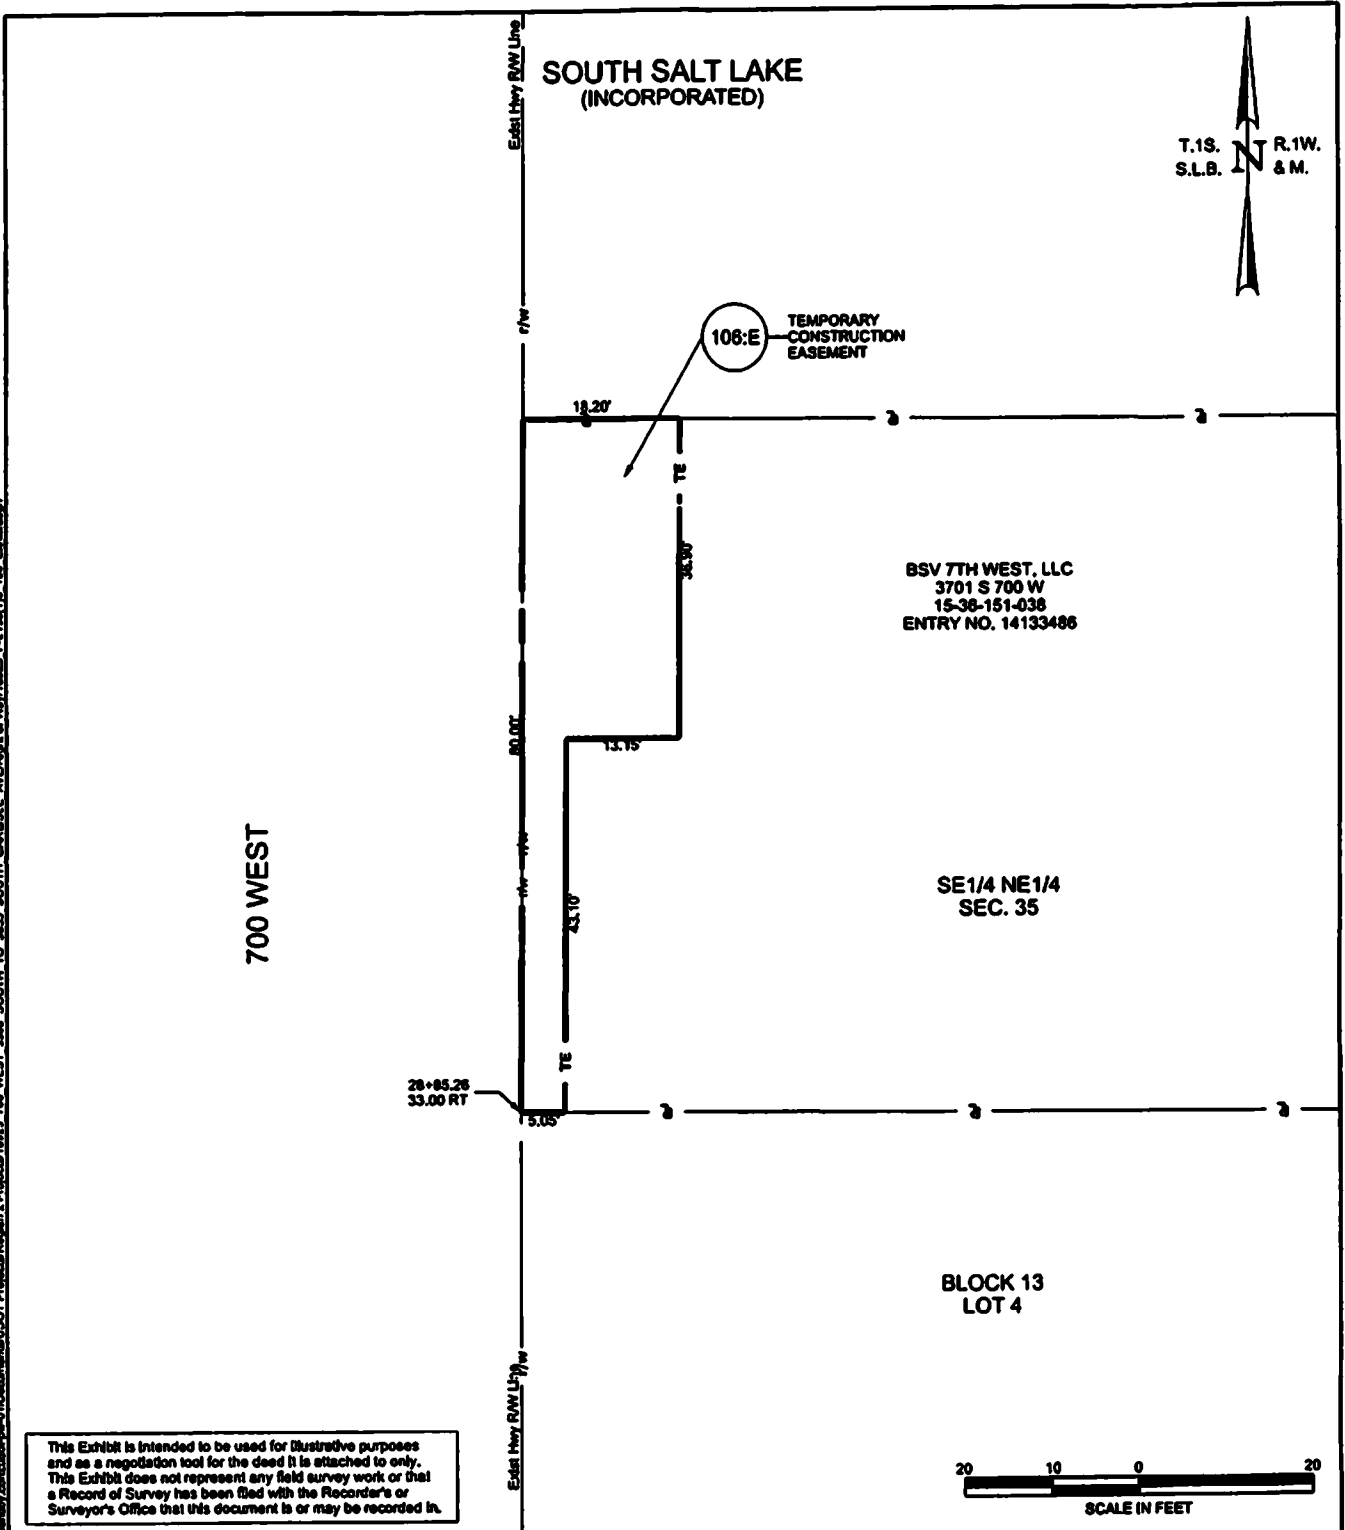 Exist Hwy R/W Line
SOUTH SALT LAKE
(INCORPORATED)
T.1S. N R.1W.
S.L.B. & M.
r/w
106:E
TEMPORARY
CONSTRUCTION
EASEMENT
18.20'
TE
36.90'
BSV 7TH WEST, LLC
3701 S 700 W
15-36-151-038
ENTRY NO. 14133486
80.00'
13.15'
700 WEST
r/w
r/w
43.10'
SE1/4 NE1/4
SEC. 35
TE
28+85.26
33.00 RT
5.05'
BLOCK 13
LOT 4
r/w
Exist Hwy R/W Line
This Exhibit is intended to be used for illustrative purposes
and as a negotiation tool for the deed it is attached to only.
This Exhibit does not represent any field survey work or that
a Record of Survey has been filed with the Recorder's or
Surveyor's Office that this document is or may be recorded in.
20 10 0 20
SCALE IN FEET